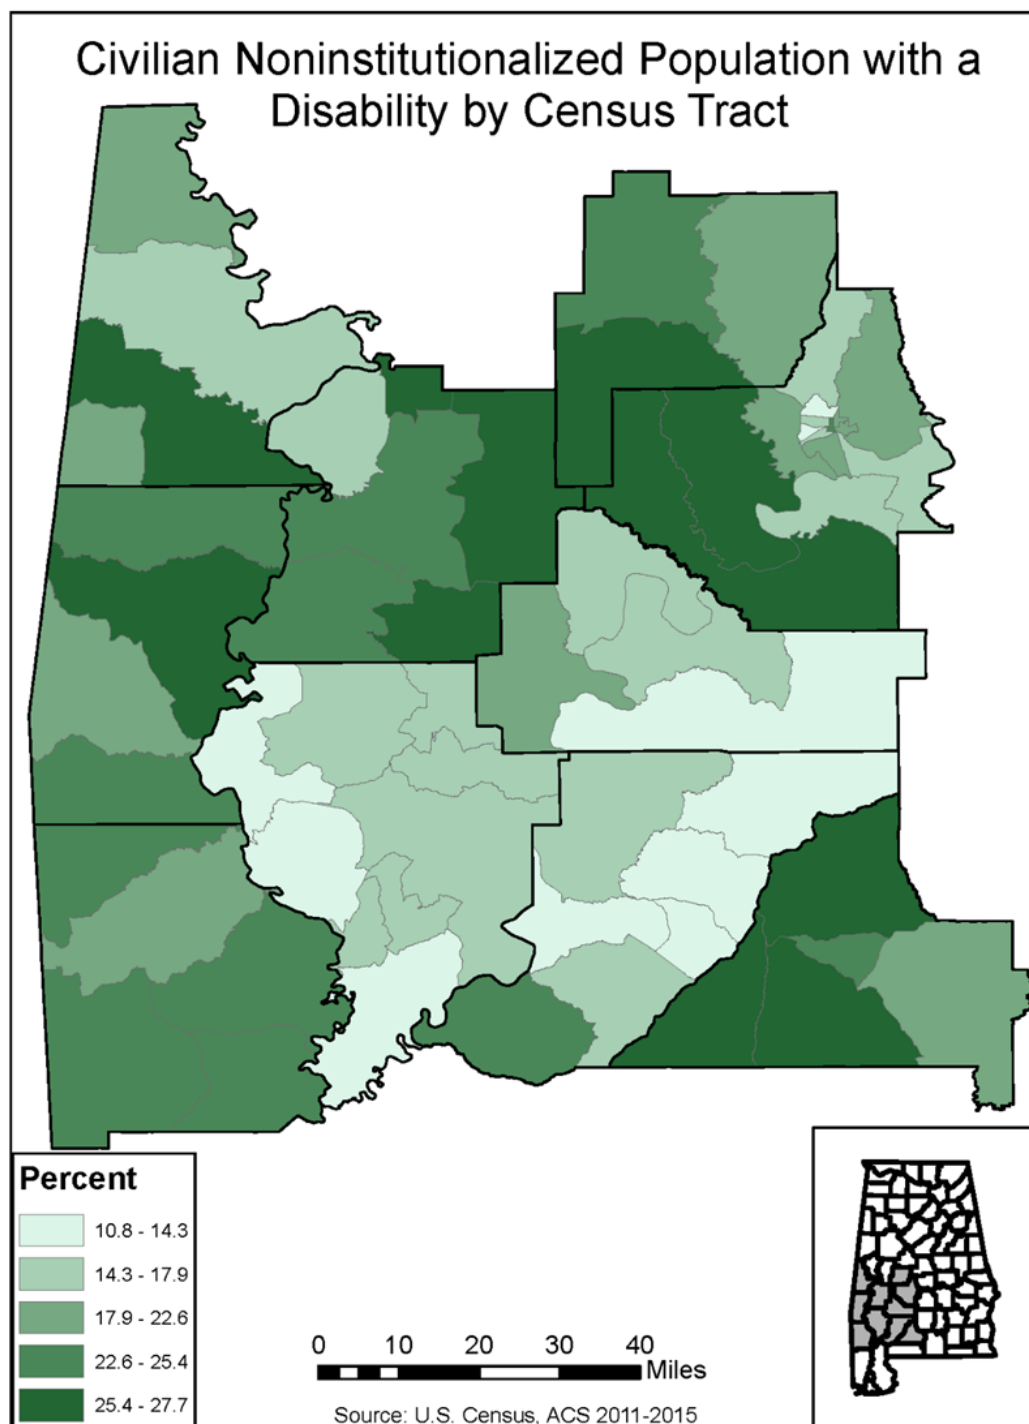 Civilian Noninstitutionalized Population with a
Disability by Census Tract
Percent
10.8 - 14.3
14.3 - 17.9
17.9 - 22.6
22.6 - 25.4
25.4 - 27.7
0 10 20 30 40
Miles
Source: U.S. Census, ACS 2011-2015